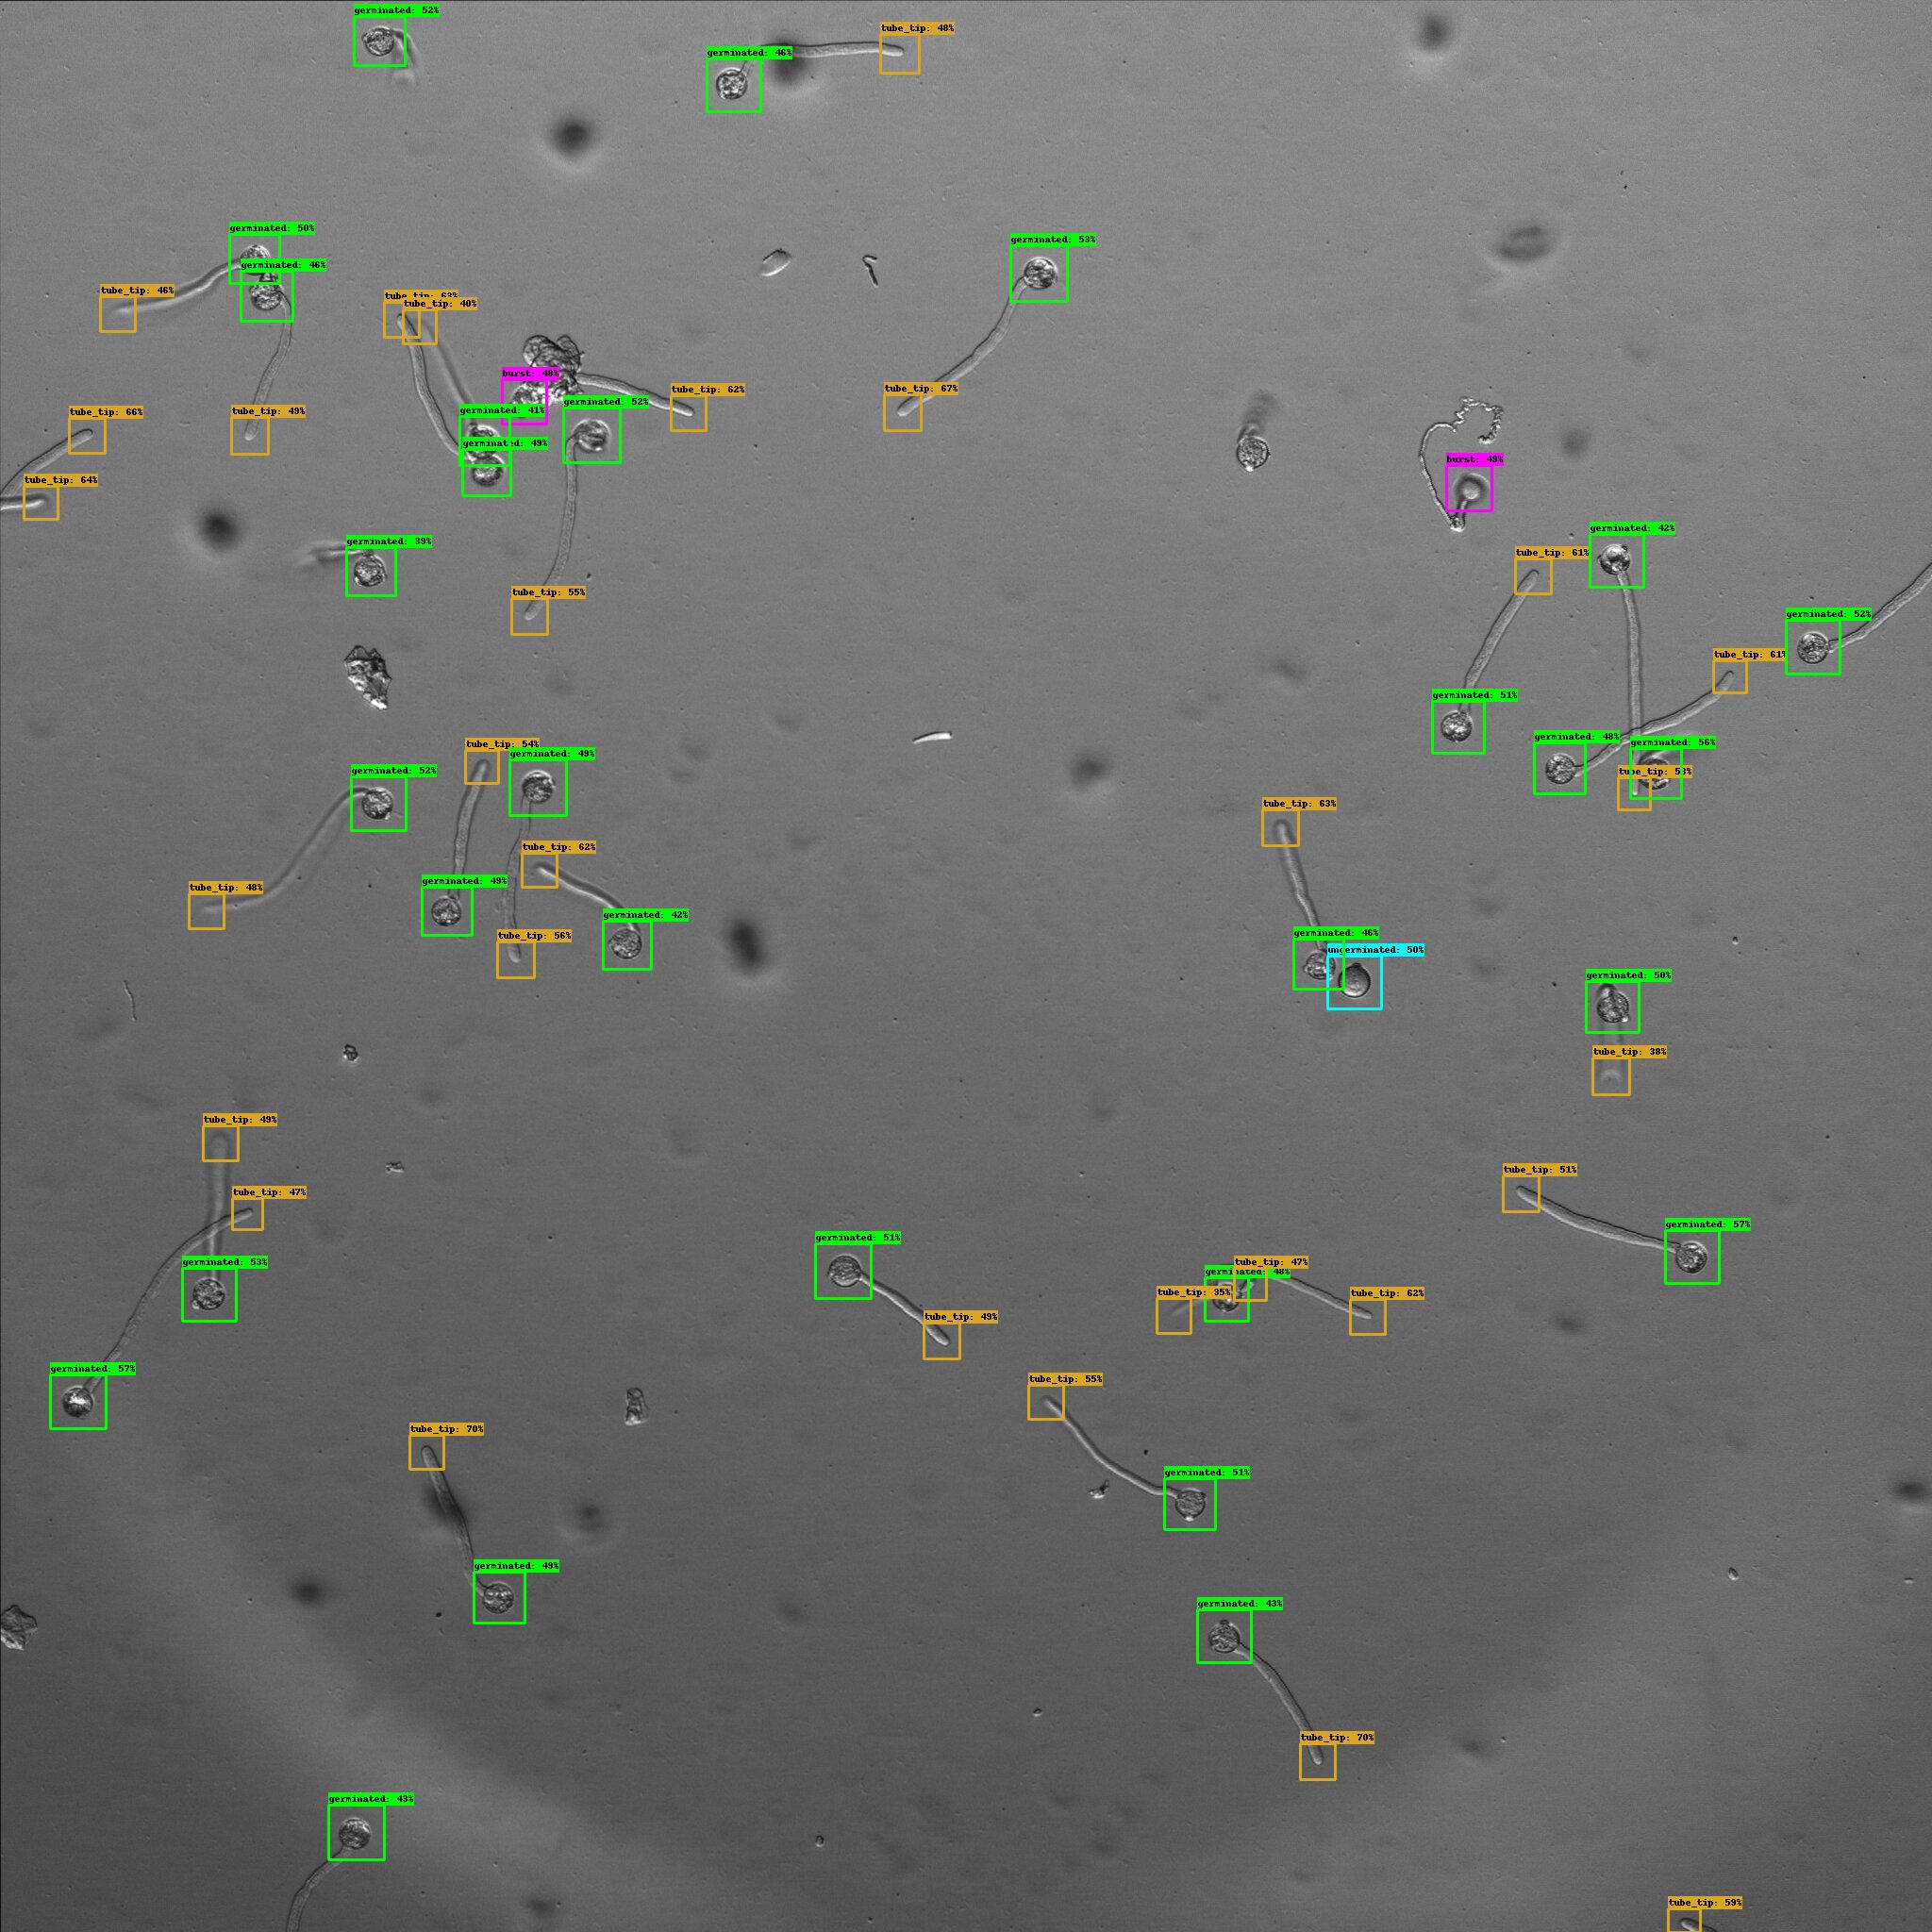 germinated: 52%
tube_tip: 48%
germinated: 46%
germinated: 50%
germinated: 53%
germinated: 46%
tube_tip: 46%
tube_tip: 63%
tube_tip: 40%
burst: 48%
tube_tip: 62%
tube_tip: 67%
germinated: 52%
tube_tip: 66%
tube_tip: 49%
germinated: 41%
germinated: 49%
burst: 49%
tube_tip: 64%
germinated: 42%
germinated: 39%
tube_tip: 61%
tube_tip: 55%
germinated: 52%
tube_tip: 61%
germinated: 51%
germinated: 48%
germinated: 56%
tube_tip: 54%
germinated: 49%
germinated: 52%
tube_tip: 53%
tube_tip: 63%
tube_tip: 62%
germinated: 49%
tube_tip: 48%
germinated: 42%
germinated: 46%
tube_tip: 56%
ungerminated: 50%
germinated: 50%
tube_tip: 38%
tube_tip: 49%
tube_tip: 51%
tube_tip: 47%
germinated: 57%
germinated: 51%
germinated: 53%
tube_tip: 47%
germinated: 48%
tube_tip: 35%
tube_tip: 62%
tube_tip: 49%
germinated: 57%
tube_tip: 55%
tube_tip: 70%
germinated: 51%
germinated: 49%
germinated: 43%
tube_tip: 70%
germinated: 43%
tube_tip: 59%